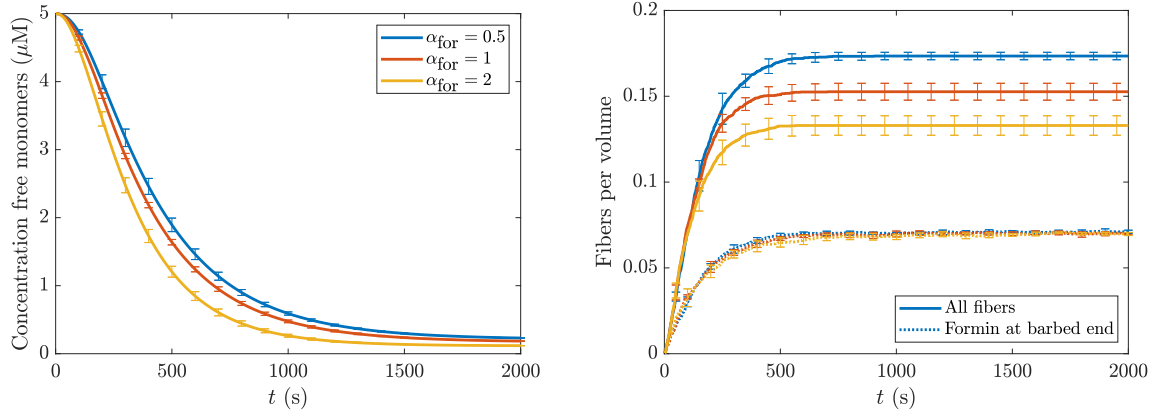 Concentration free monomers (μM)
5
4
3
2
1
0
0 500 1000 1500 2000
t (s)
α_for = 0.5
α_for = 1
α_for = 2
Fibers per volume
0.2
0.15
0.1
0.05
0
0 500 1000 1500 2000
t (s)
All fibers
Formin at barbed end